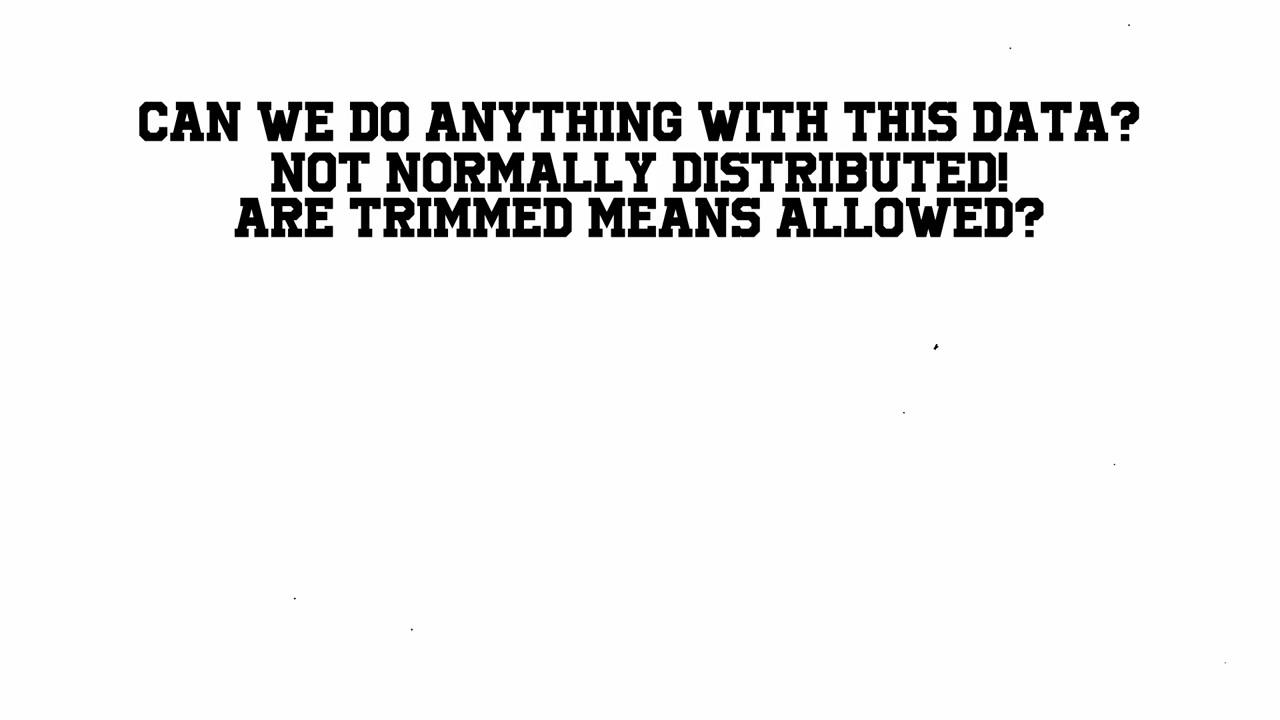 CAN WE DO ANYTHING WITH THIS DATA?
NOT NORMALLY DISTRIBUTED!
ARE TRIMMED MEANS ALLOWED?